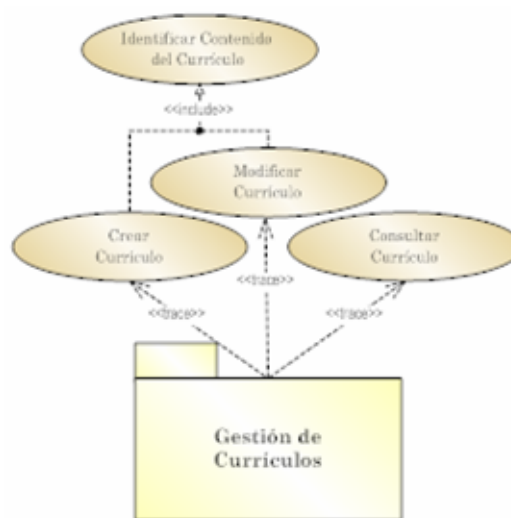 Identificar Contenido
del Currículo
<<include>>
Modificar
Currículo
Crear
Currículo
Consultar
Currículo
<<trace>>
<<trace>>
<<trace>>
Gestión de
Currículos